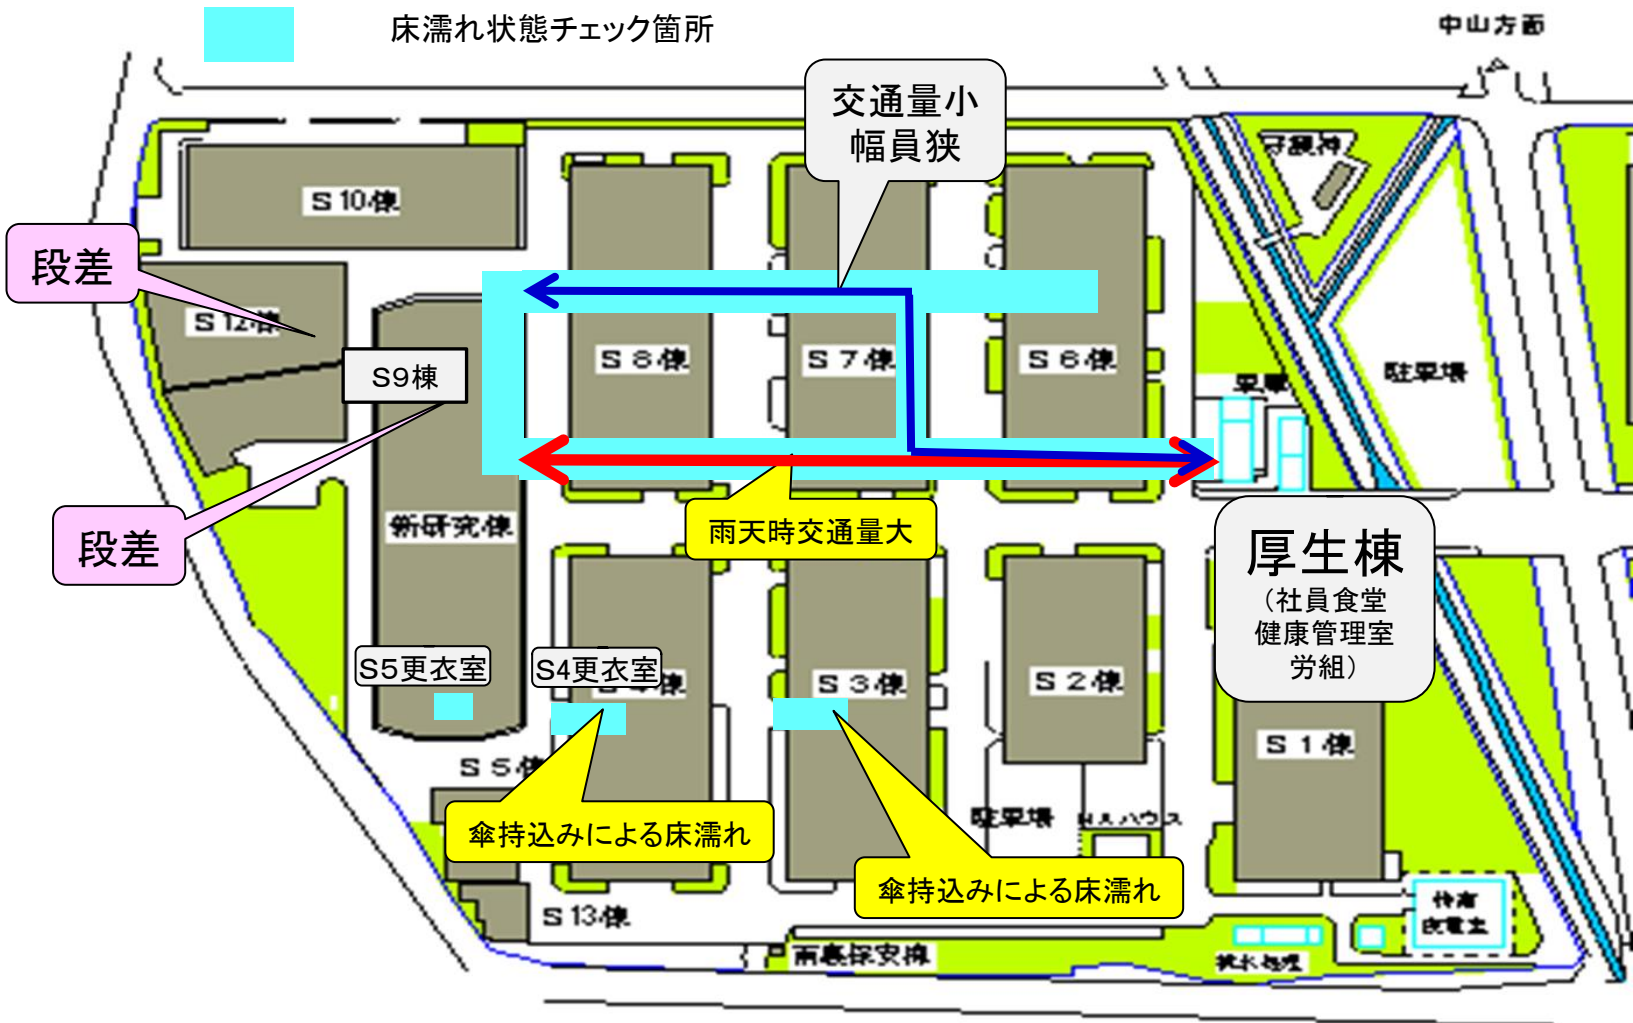 床濡れ状態チェック箇所
中山方面
交通量小
幅員狭
守護神
S10棟
段差
S12棟
S9棟
S8棟
S7棟
S6棟
駐車場
雨天時交通量大
新研究棟
段差
厚生棟
(社員食堂
健康管理室
労組)
S5更衣室
S4更衣室
S3棟
S2棟
S1棟
S5棟
傘持込みによる床濡れ
駐車場
ハウス
傘持込みによる床濡れ
S13棟